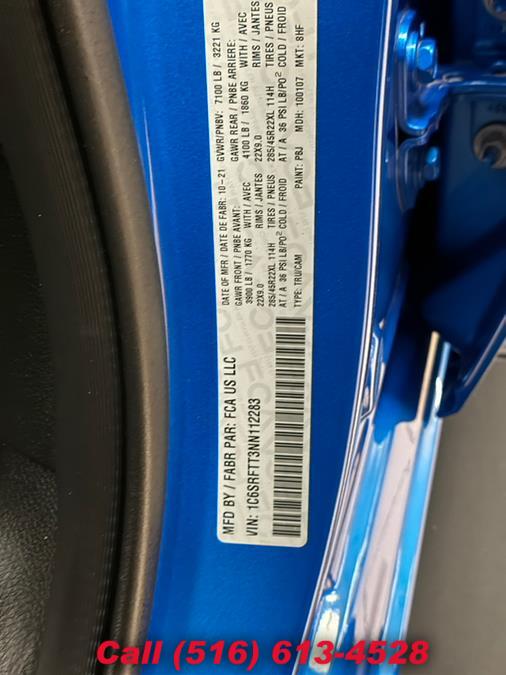 MFD BY / FABR PAR: FCA US LLC
DATE OF MFR / DATE DE FABR: 10-21
GVWR/PNBV: 7100 LB / 3221 KG
GAWR FRONT / PNBE AVANT:
GAWR REAR / PNBE ARRIERE:
3900 LB / 1770 KG WITH / AVEC
4100 LB / 1860 KG WITH / AVEC
22X9.0 RIMS / JANTES
22X9.0 RIMS / JANTES
285/45R22XL 114H TIRES / PNEUS
285/45R22XL 114H TIRES / PNEUS
AT / A 36 PSI LB/PO² COLD / FROID
AT / A 36 PSI LB/PO² COLD / FROID
VIN: 1C6SRFTT3NN112283
TYPE: TRU/CAM
PAINT: PBJ
MDH: 100107
MKT: 8HF
Call (516) 613-4528